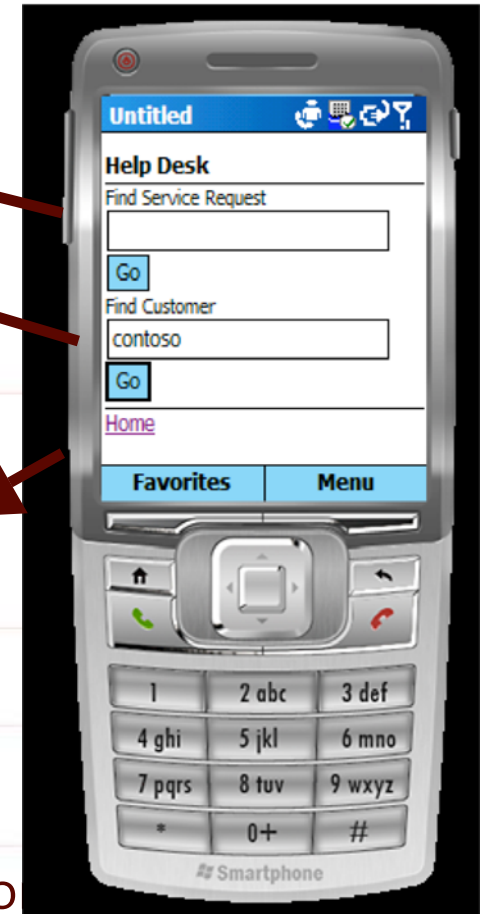 Untitled
Help Desk
Find Service Request
Go
Find Customer
contoso
Go
Home
Favorites Menu
1 2 abc 3 def
4 ghi 5 jkl 6 mno
7 pqrs 8 tuv 9 wxyz
* 0+ #
Smartphone